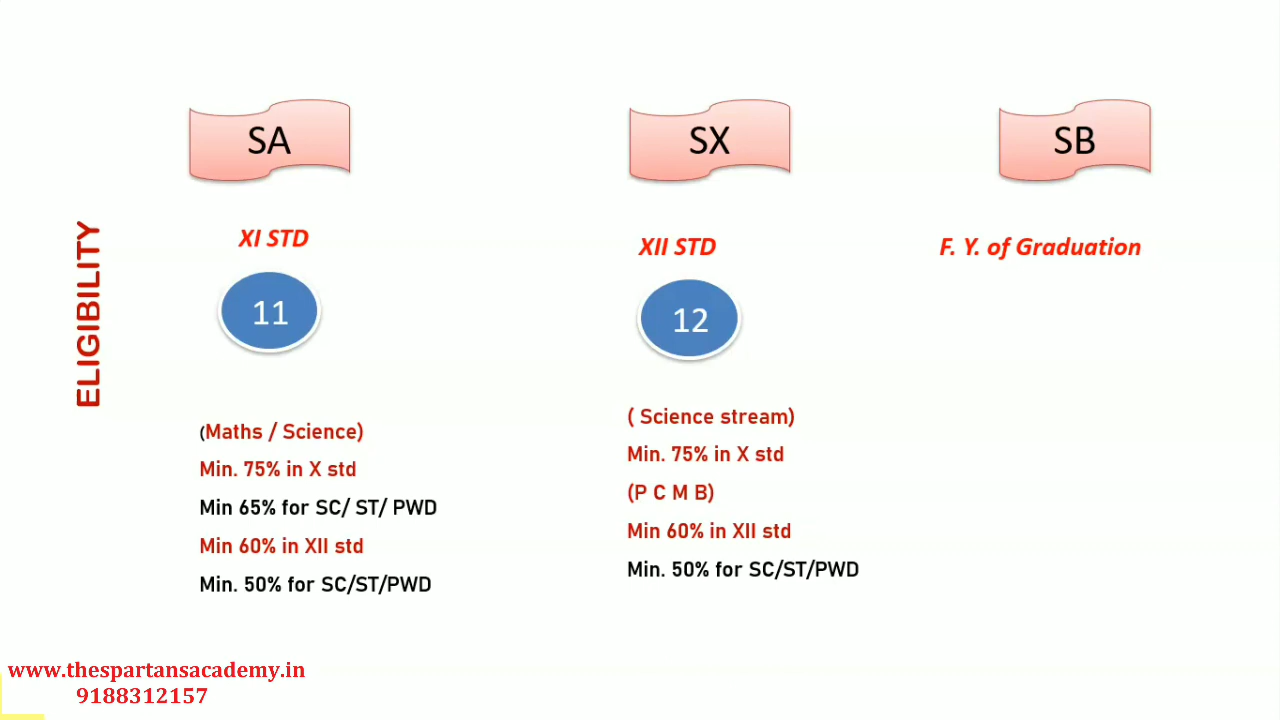 SA
SX
SB
ELIGIBILITY
XI STD
XII STD
F. Y. of Graduation
11
12
(Maths / Science)
Min. 75% in X std
Min 65% for SC/ ST/ PWD
Min 60% in XII std
Min. 50% for SC/ST/PWD
( Science stream)
Min. 75% in X std
(P C M B)
Min 60% in XII std
Min. 50% for SC/ST/PWD
www.thespartansacademy.in
9188312157